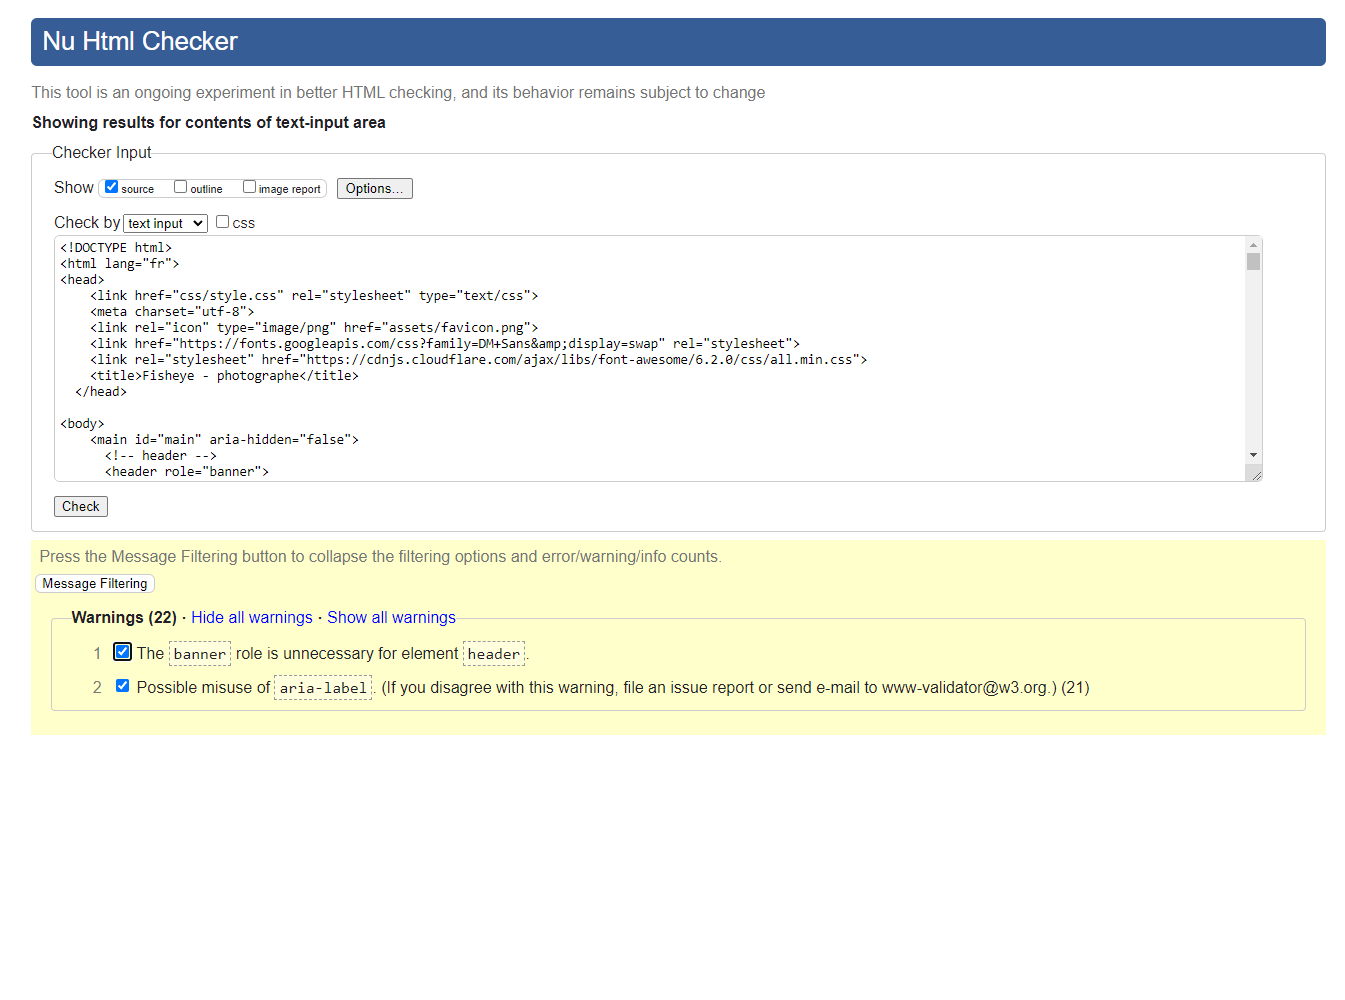 Nu Html Checker
This tool is an ongoing experiment in better HTML checking, and its behavior remains subject to change
Showing results for contents of text-input area
Checker Input
Show source outline image report Options...
Check by text input css
<!DOCTYPE html>
<html lang="fr">
<head>
    <link href="css/style.css" rel="stylesheet" type="text/css">
    <meta charset="utf-8">
    <link rel="icon" type="image/png" href="assets/favicon.png">
    <link href="https://fonts.googleapis.com/css?family=DM+Sans&amp;display=swap" rel="stylesheet">
    <link rel="stylesheet" href="https://cdnjs.cloudflare.com/ajax/libs/font-awesome/6.2.0/css/all.min.css">
    <title>Fisheye - photographe</title>
  </head>
<body>
    <main id="main" aria-hidden="false">
      <!-- header -->
      <header role="banner">
Check
Press the Message Filtering button to collapse the filtering options and error/warning/info counts.
Message Filtering
Warnings (22) · Hide all warnings · Show all warnings
1 The banner role is unnecessary for element header.
2 Possible misuse of aria-label. (If you disagree with this warning, file an issue report or send e-mail to www-validator@w3.org.) (21)